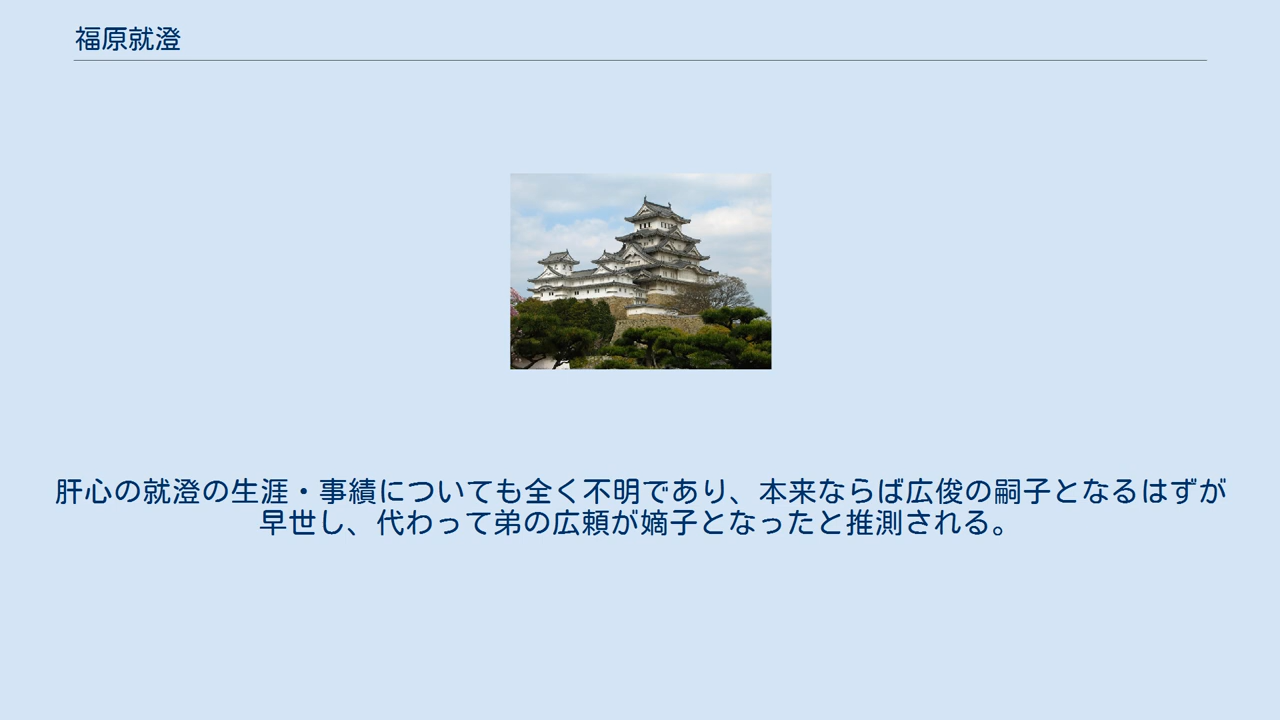 福原就澄
肝心の就澄の生涯・事績についても全く不明であり、本来ならば広俊の嗣子となるはずが
早世し、代わって弟の広頼が嫡子となったと推測される。